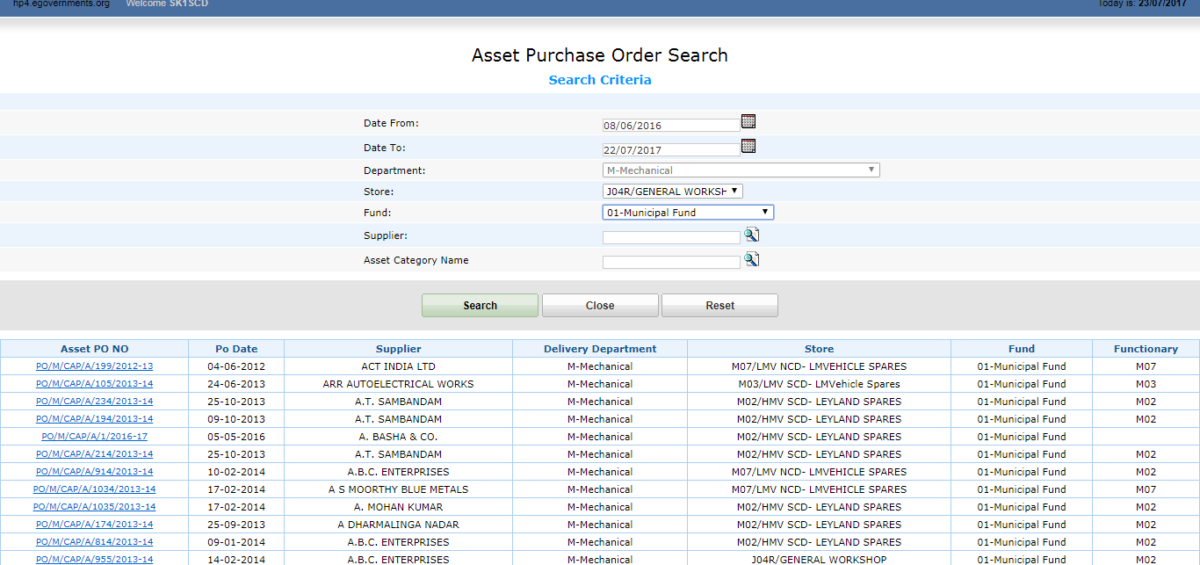 hp4.egovernments.org Welcome SK1SCD Today is: 23/07/2017
Asset Purchase Order Search
Search Criteria
Date From: 08/06/2016
Date To: 22/07/2017
Department: M-Mechanical
Store: J04R/GENERAL WORKSH
Fund: 01-Municipal Fund
Supplier:
Asset Category Name
Search Close Reset
Asset PO NO Po Date Supplier Delivery Department Store Fund Functionary
PO/M/CAP/A/199/2012-13 04-06-2012 ACT INDIA LTD M-Mechanical M07/LMV NCD- LMVEHICLE SPARES 01-Municipal Fund M07
PO/M/CAP/A/105/2013-14 24-06-2013 ARR AUTOELECTRICAL WORKS M-Mechanical M03/LMV SCD- LMVehicle Spares 01-Municipal Fund M03
PO/M/CAP/A/234/2013-14 25-10-2013 A.T. SAMBANDAM M-Mechanical M02/HMV SCD- LEYLAND SPARES 01-Municipal Fund M02
PO/M/CAP/A/194/2013-14 09-10-2013 A.T. SAMBANDAM M-Mechanical M02/HMV SCD- LEYLAND SPARES 01-Municipal Fund M02
PO/M/CAP/A/1/2016-17 05-05-2016 A. BASHA & CO. M-Mechanical M02/HMV SCD- LEYLAND SPARES 01-Municipal Fund
PO/M/CAP/A/214/2013-14 25-10-2013 A.T. SAMBANDAM M-Mechanical M02/HMV SCD- LEYLAND SPARES 01-Municipal Fund M02
PO/M/CAP/A/914/2013-14 10-02-2014 A.B.C. ENTERPRISES M-Mechanical M07/LMV NCD- LMVEHICLE SPARES 01-Municipal Fund M07
PO/M/CAP/A/1034/2013-14 17-02-2014 A S MOORTHY BLUE METALS M-Mechanical M07/LMV NCD- LMVEHICLE SPARES 01-Municipal Fund M07
PO/M/CAP/A/1035/2013-14 17-02-2014 A. MOHAN KUMAR M-Mechanical M02/HMV SCD- LEYLAND SPARES 01-Municipal Fund M02
PO/M/CAP/A/174/2013-14 25-09-2013 A DHARMALINGA NADAR M-Mechanical M02/HMV SCD- LEYLAND SPARES 01-Municipal Fund M02
PO/M/CAP/A/814/2013-14 09-01-2014 A.B.C. ENTERPRISES M-Mechanical M02/HMV SCD- LEYLAND SPARES 01-Municipal Fund M02
PO/M/CAP/A/955/2013-14 14-02-2014 A.B.C. ENTERPRISES M-Mechanical J04R/GENERAL WORKSHOP 01-Municipal Fund M02